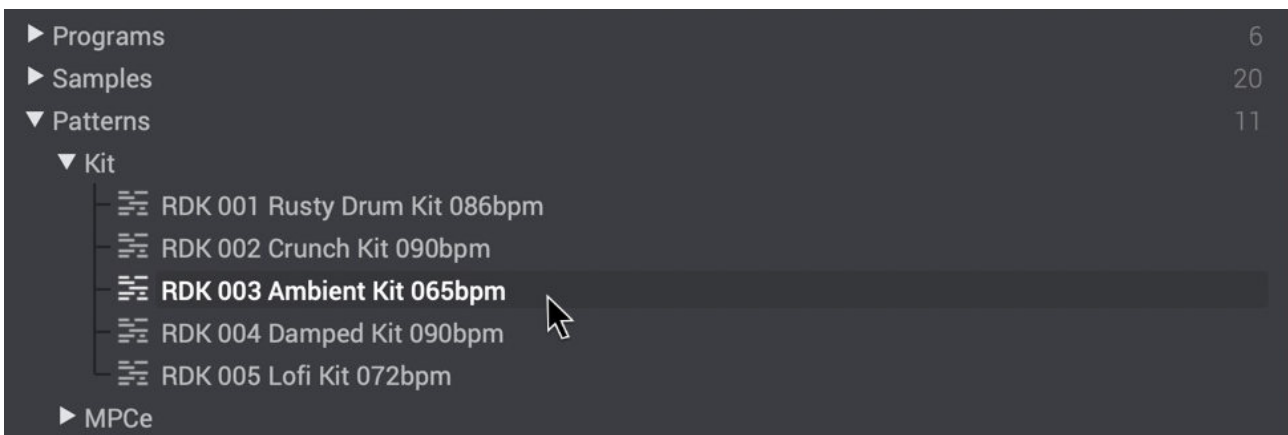 Programs 6
Samples 20
Patterns 11
Kit
RDK 001 Rusty Drum Kit 086bpm
RDK 002 Crunch Kit 090bpm
RDK 003 Ambient Kit 065bpm
RDK 004 Damped Kit 090bpm
RDK 005 Lofi Kit 072bpm
MPCe